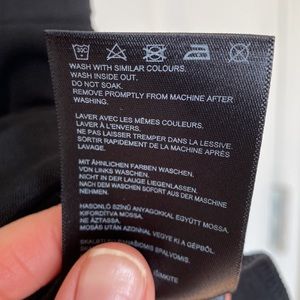 WASH WITH SIMILAR COLOURS.
WASH INSIDE OUT.
DO NOT SOAK.
REMOVE PROMPTLY FROM MACHINE AFTER
WASHING.
LAVER AVEC LES MÊMES COULEURS.
LAVER À L'ENVERS.
NE PAS LAISSER TREMPER DANS LA LESSIVE.
SORTIR RAPIDEMENT DE LA MACHINE APRÈS
LAVAGE.
MIT ÄHNLICHEN FARBEN WASCHEN.
VON LINKS WASCHEN.
NICHT IN DER LAUGE LIEGENLASSEN.
NACH DEM WASCHEN SOFORT AUS DER MASCHINE
NEHMEN.
HASONLÓ SZÍNŰ ANYAGOKKAL EGYÜTT MOSSA.
KIFORDÍTVA MOSSA.
NE ÁZTASSA.
MOSÁS UTÁN AZONNAL VEGYE KI A GÉPBŐL.
SPALVOMIS.